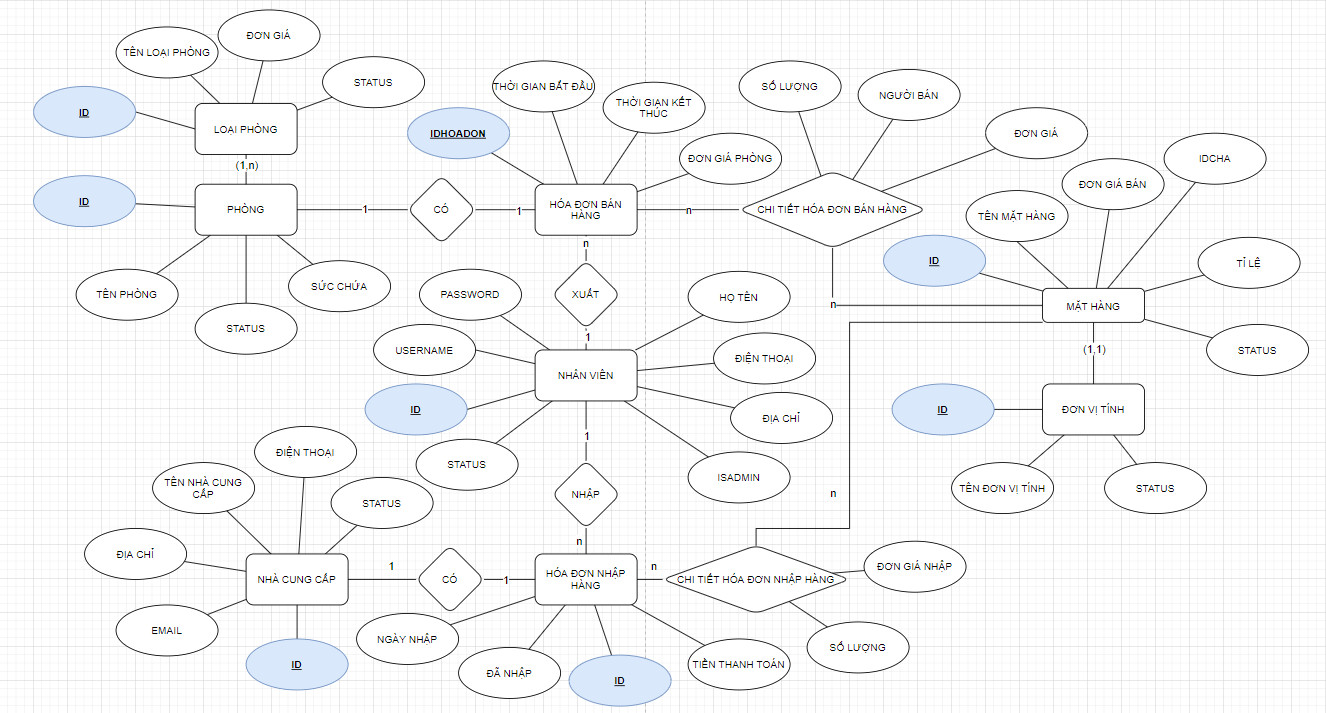 ĐƠN GIÁ
TÊN LOẠI PHÒNG
STATUS
ID
LOẠI PHÒNG
(1,n)
ID
PHÒNG
TÊN PHÒNG
STATUS
SỨC CHỨA
1
CÓ
1
IDHOADON
THỜI GIAN BẮT ĐẦU
THỜI GIAN KẾT
THÚC
ĐƠN GIÁ PHÒNG
HÓA ĐƠN BÁN
HÀNG
n
CHI TIẾT HÓA ĐƠN BÁN HÀNG
SỐ LƯỢNG
NGƯỜI BÁN
ĐƠN GIÁ
n
IDCHA
ĐƠN GIÁ BÁN
TÊN MẶT HÀNG
ID
TỈ LỆ
MẶT HÀNG
STATUS
(1,1)
ID
ĐƠN VỊ TÍNH
TÊN ĐƠN VỊ TÍNH
STATUS
n
XUẤT
1
PASSWORD
HỌ TÊN
USERNAME
ĐIỆN THOẠI
NHÂN VIÊN
ID
ĐỊA CHỈ
STATUS
ISADMIN
1
NHẬP
n
ĐIỆN THOẠI
TÊN NHÀ CUNG
CẤP
STATUS
ĐỊA CHỈ
NHÀ CUNG CẤP
EMAIL
ID
1
CÓ
1
HÓA ĐƠN NHẬP
HÀNG
NGÀY NHẬP
ĐÃ NHẬP
ID
TIỀN THANH TOÁN
n
CHI TIẾT HÓA ĐƠN NHẬP HÀNG
n
ĐƠN GIÁ NHẬP
SỐ LƯỢNG